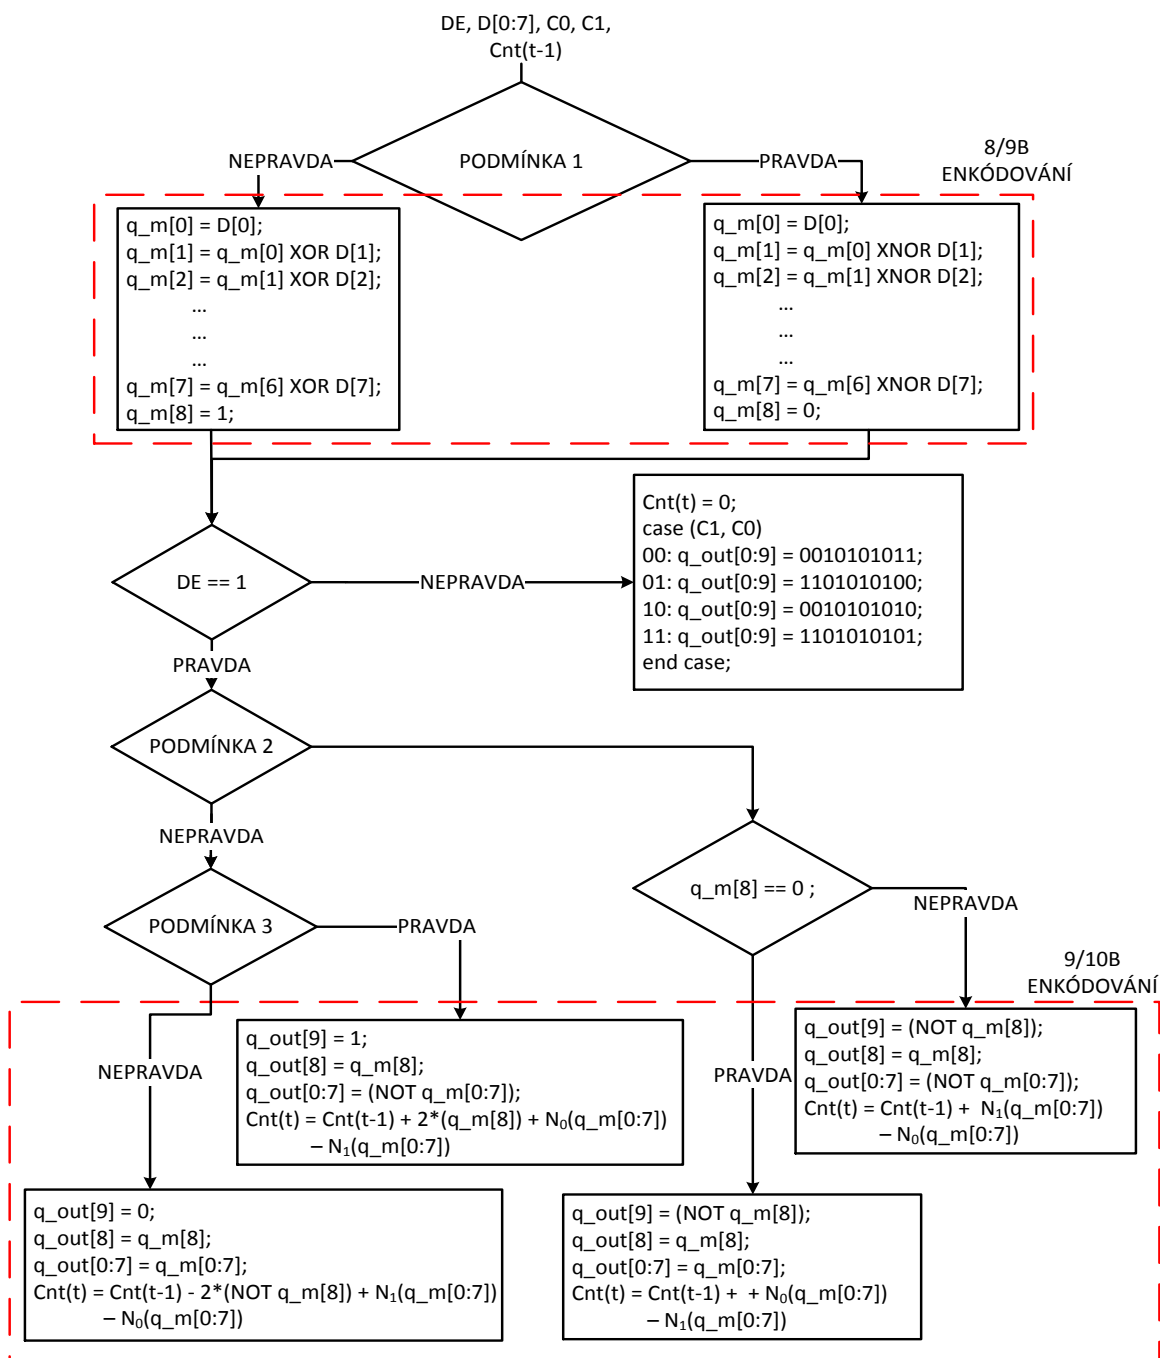 DE, D[0:7], C0, C1,
Cnt(t-1)
PODMÍNKA 1
NEPRAVDA
PRAVDA
8/9B
ENKÓDOVÁNÍ
q_m[0] = D[0];
q_m[1] = q_m[0] XOR D[1];
q_m[2] = q_m[1] XOR D[2];
...
...
...
q_m[7] = q_m[6] XOR D[7];
q_m[8] = 1;
q_m[0] = D[0];
q_m[1] = q_m[0] XNOR D[1];
q_m[2] = q_m[1] XNOR D[2];
...
...
...
q_m[7] = q_m[6] XNOR D[7];
q_m[8] = 0;
DE == 1
NEPRAVDA
Cnt(t) = 0;
case (C1, C0)
00: q_out[0:9] = 0010101011;
01: q_out[0:9] = 1101010100;
10: q_out[0:9] = 0010101010;
11: q_out[0:9] = 1101010101;
end case;
PRAVDA
PODMÍNKA 2
NEPRAVDA
q_m[8] == 0 ;
NEPRAVDA
PODMÍNKA 3
PRAVDA
9/10B
ENKÓDOVÁNÍ
NEPRAVDA
q_out[9] = 1;
q_out[8] = q_m[8];
q_out[0:7] = (NOT q_m[0:7]);
Cnt(t) = Cnt(t-1) + 2*(q_m[8]) + N₀(q_m[0:7])
– N₁(q_m[0:7])
PRAVDA
q_out[9] = (NOT q_m[8]);
q_out[8] = q_m[8];
q_out[0:7] = (NOT q_m[0:7]);
Cnt(t) = Cnt(t-1) + N₁(q_m[0:7])
– N₀(q_m[0:7])
q_out[9] = 0;
q_out[8] = q_m[8];
q_out[0:7] = q_m[0:7];
Cnt(t) = Cnt(t-1) - 2*(NOT q_m[8]) + N₁(q_m[0:7])
– N₀(q_m[0:7])
q_out[9] = (NOT q_m[8]);
q_out[8] = q_m[8];
q_out[0:7] = q_m[0:7];
Cnt(t) = Cnt(t-1) + + N₀(q_m[0:7])
– N₁(q_m[0:7])